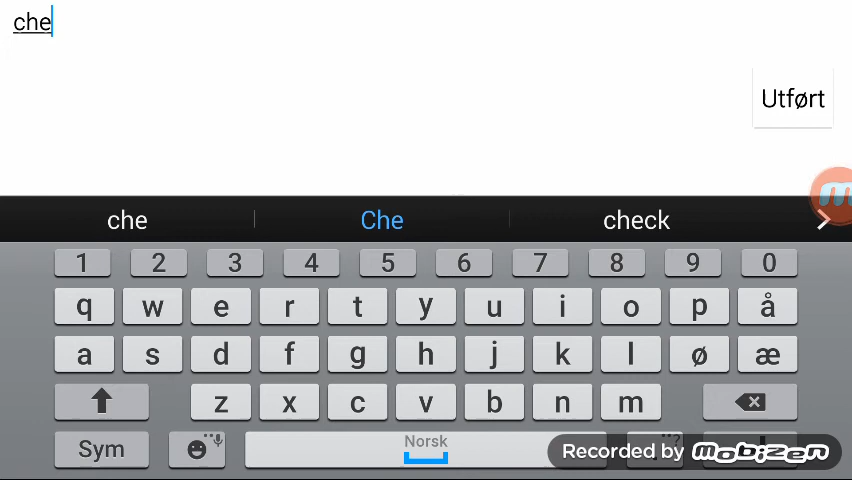 che
Utført
che Che check
1 2 3 4 5 6 7 8 9 0
q w e r t y u i o p å
a s d f g h j k l ø æ
z x c v b n m
Sym Norsk ?
Recorded by mobizen